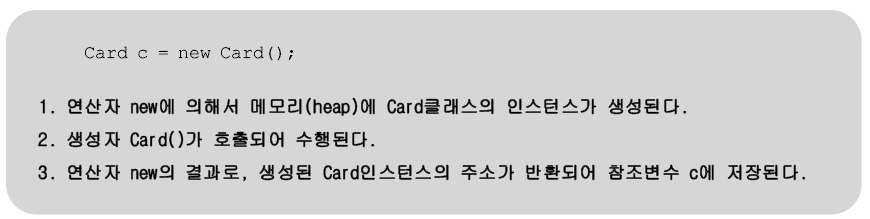 Card c = new Card();
1. 연산자 new에 의해서 메모리(heap)에 Card클래스의 인스턴스가 생성된다.
2. 생성자 Card()가 호출되어 수행된다.
3. 연산자 new의 결과로, 생성된 Card인스턴스의 주소가 반환되어 참조변수 c에 저장된다.